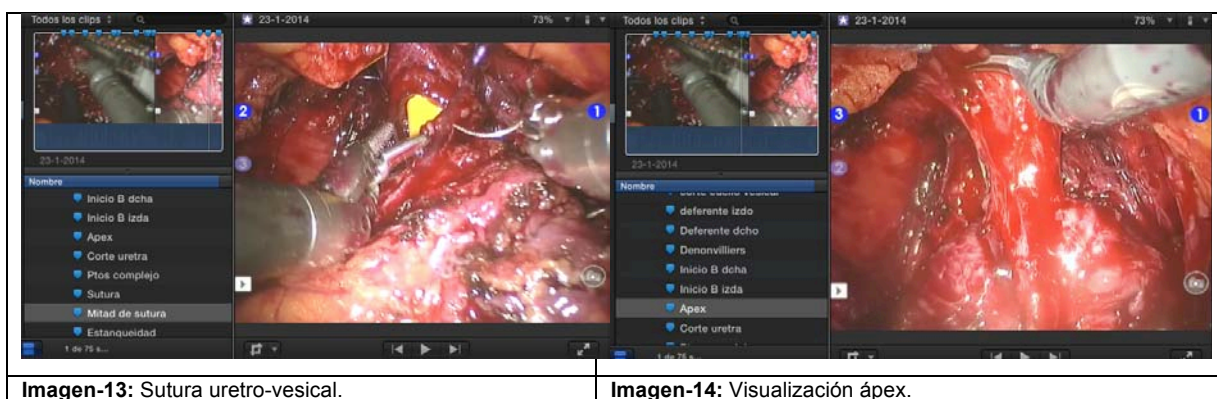 Todos los clips
23-1-2014
73%
2
1
3
23-1-2014
Nombre
Inicio B dcha
Inicio B izda
Apex
Corte uretra
Ptos complejo
Sutura
Mitad de sutura
Estanqueidad
1 de 75 s...
Todos los clips
23-1-2014
73%
3
1
2
23-1-2014
Nombre
deferente izdo
Deferente dcho
Denonvilliers
Inicio B dcha
Inicio B izda
Apex
Corte uretra
1 de 75 s...
Imagen-13: Sutura uretro-vesical.
Imagen-14: Visualización ápex.